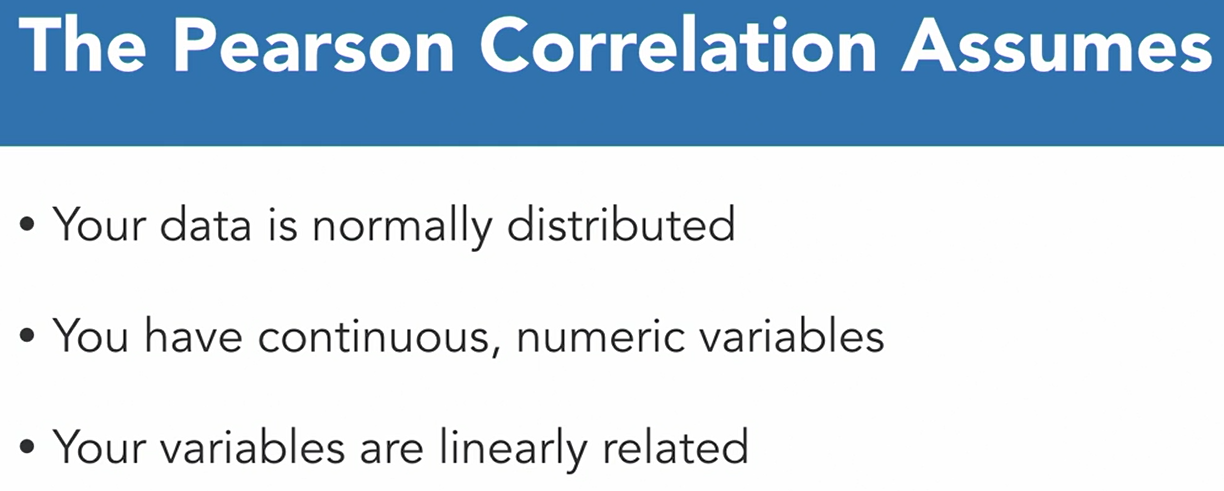 The Pearson Correlation Assumes
• Your data is normally distributed
• You have continuous, numeric variables
• Your variables are linearly related